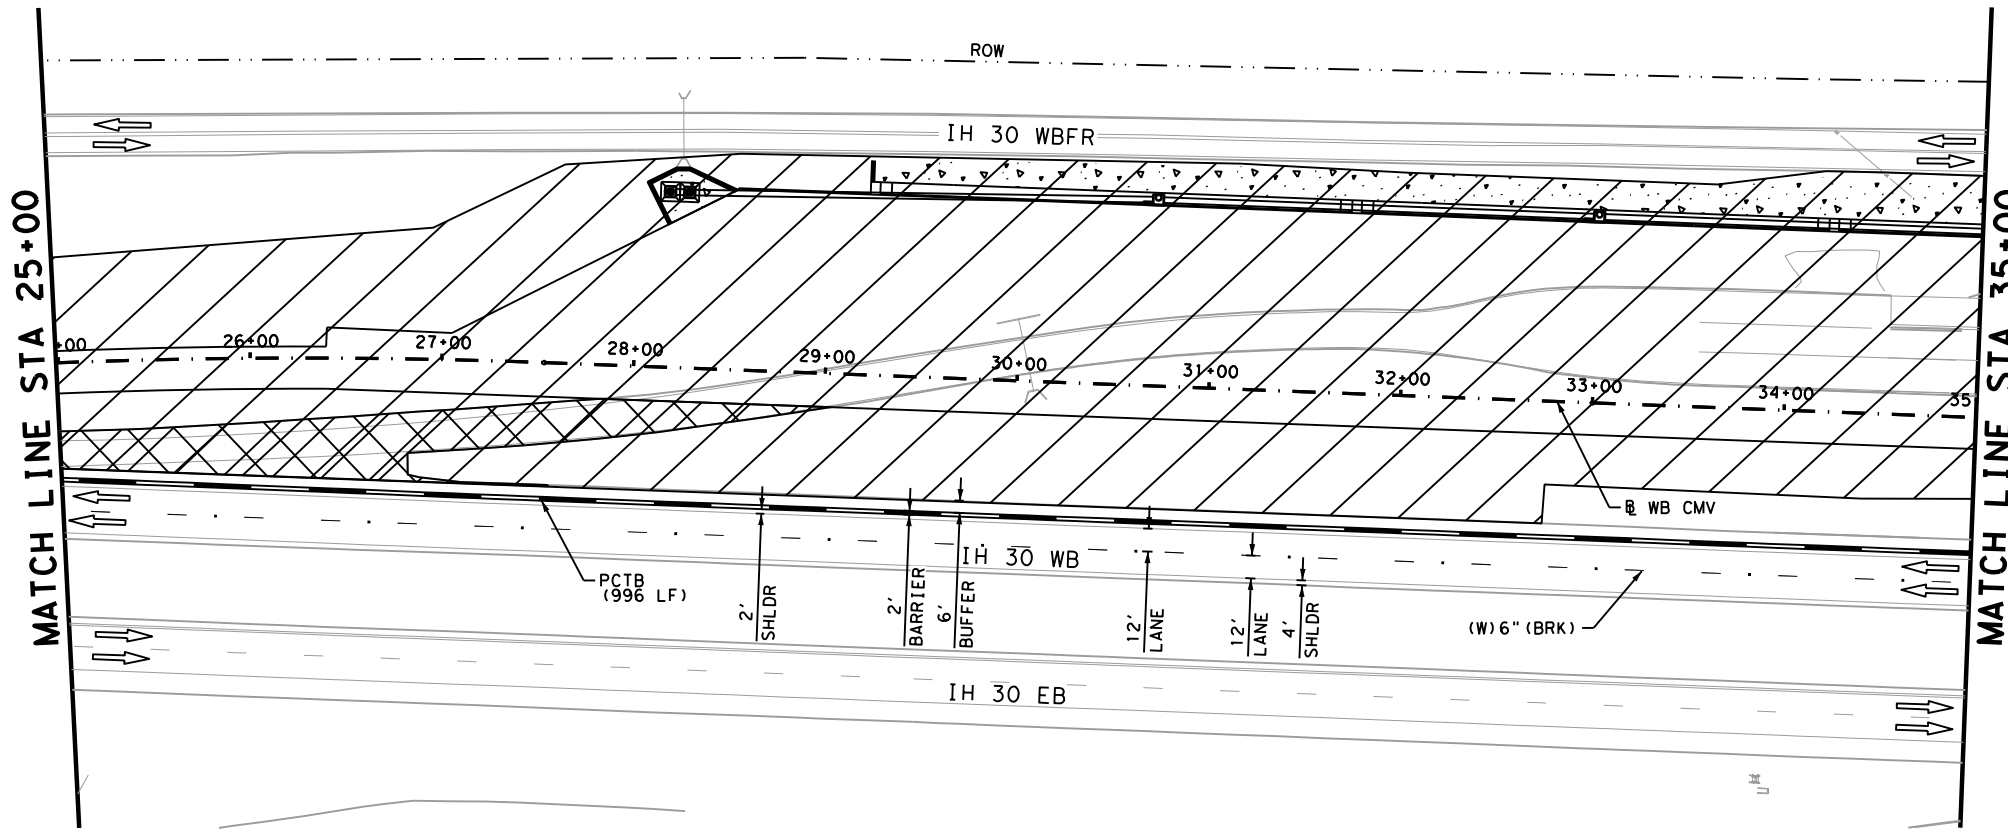 ROW
IH 30 WBFR
MATCH LINE STA 25+00
MATCH LINE STA 35+00
+00
26+00
27+00
28+00
29+00
30+00
31+00
32+00
33+00
34+00
35
BL WB CMV
PCTB
(996 LF)
2'
SHLDR
2'
BARRIER
6'
BUFFER
IH 30 WB
12'
LANE
12'
LANE
4'
SHLDR
(W)6"(BRK)
IH 30 EB